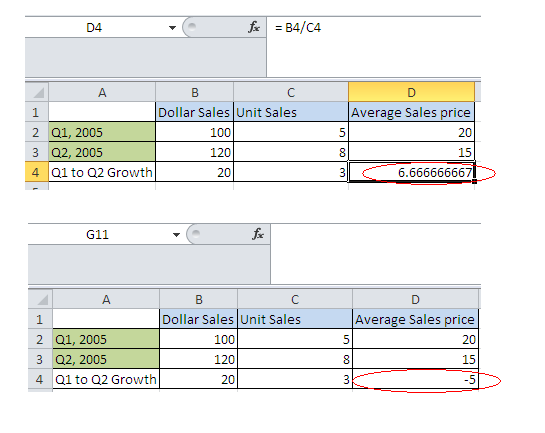 D4 fx = B4/C4
A B C D
1 Dollar Sales Unit Sales Average Sales price
2 Q1, 2005 100 5 20
3 Q2, 2005 120 8 15
4 Q1 to Q2 Growth 20 3 6.666666667
G11 fx
A B C D
1 Dollar Sales Unit Sales Average Sales price
2 Q1, 2005 100 5 20
3 Q2, 2005 120 8 15
4 Q1 to Q2 Growth 20 3 -5